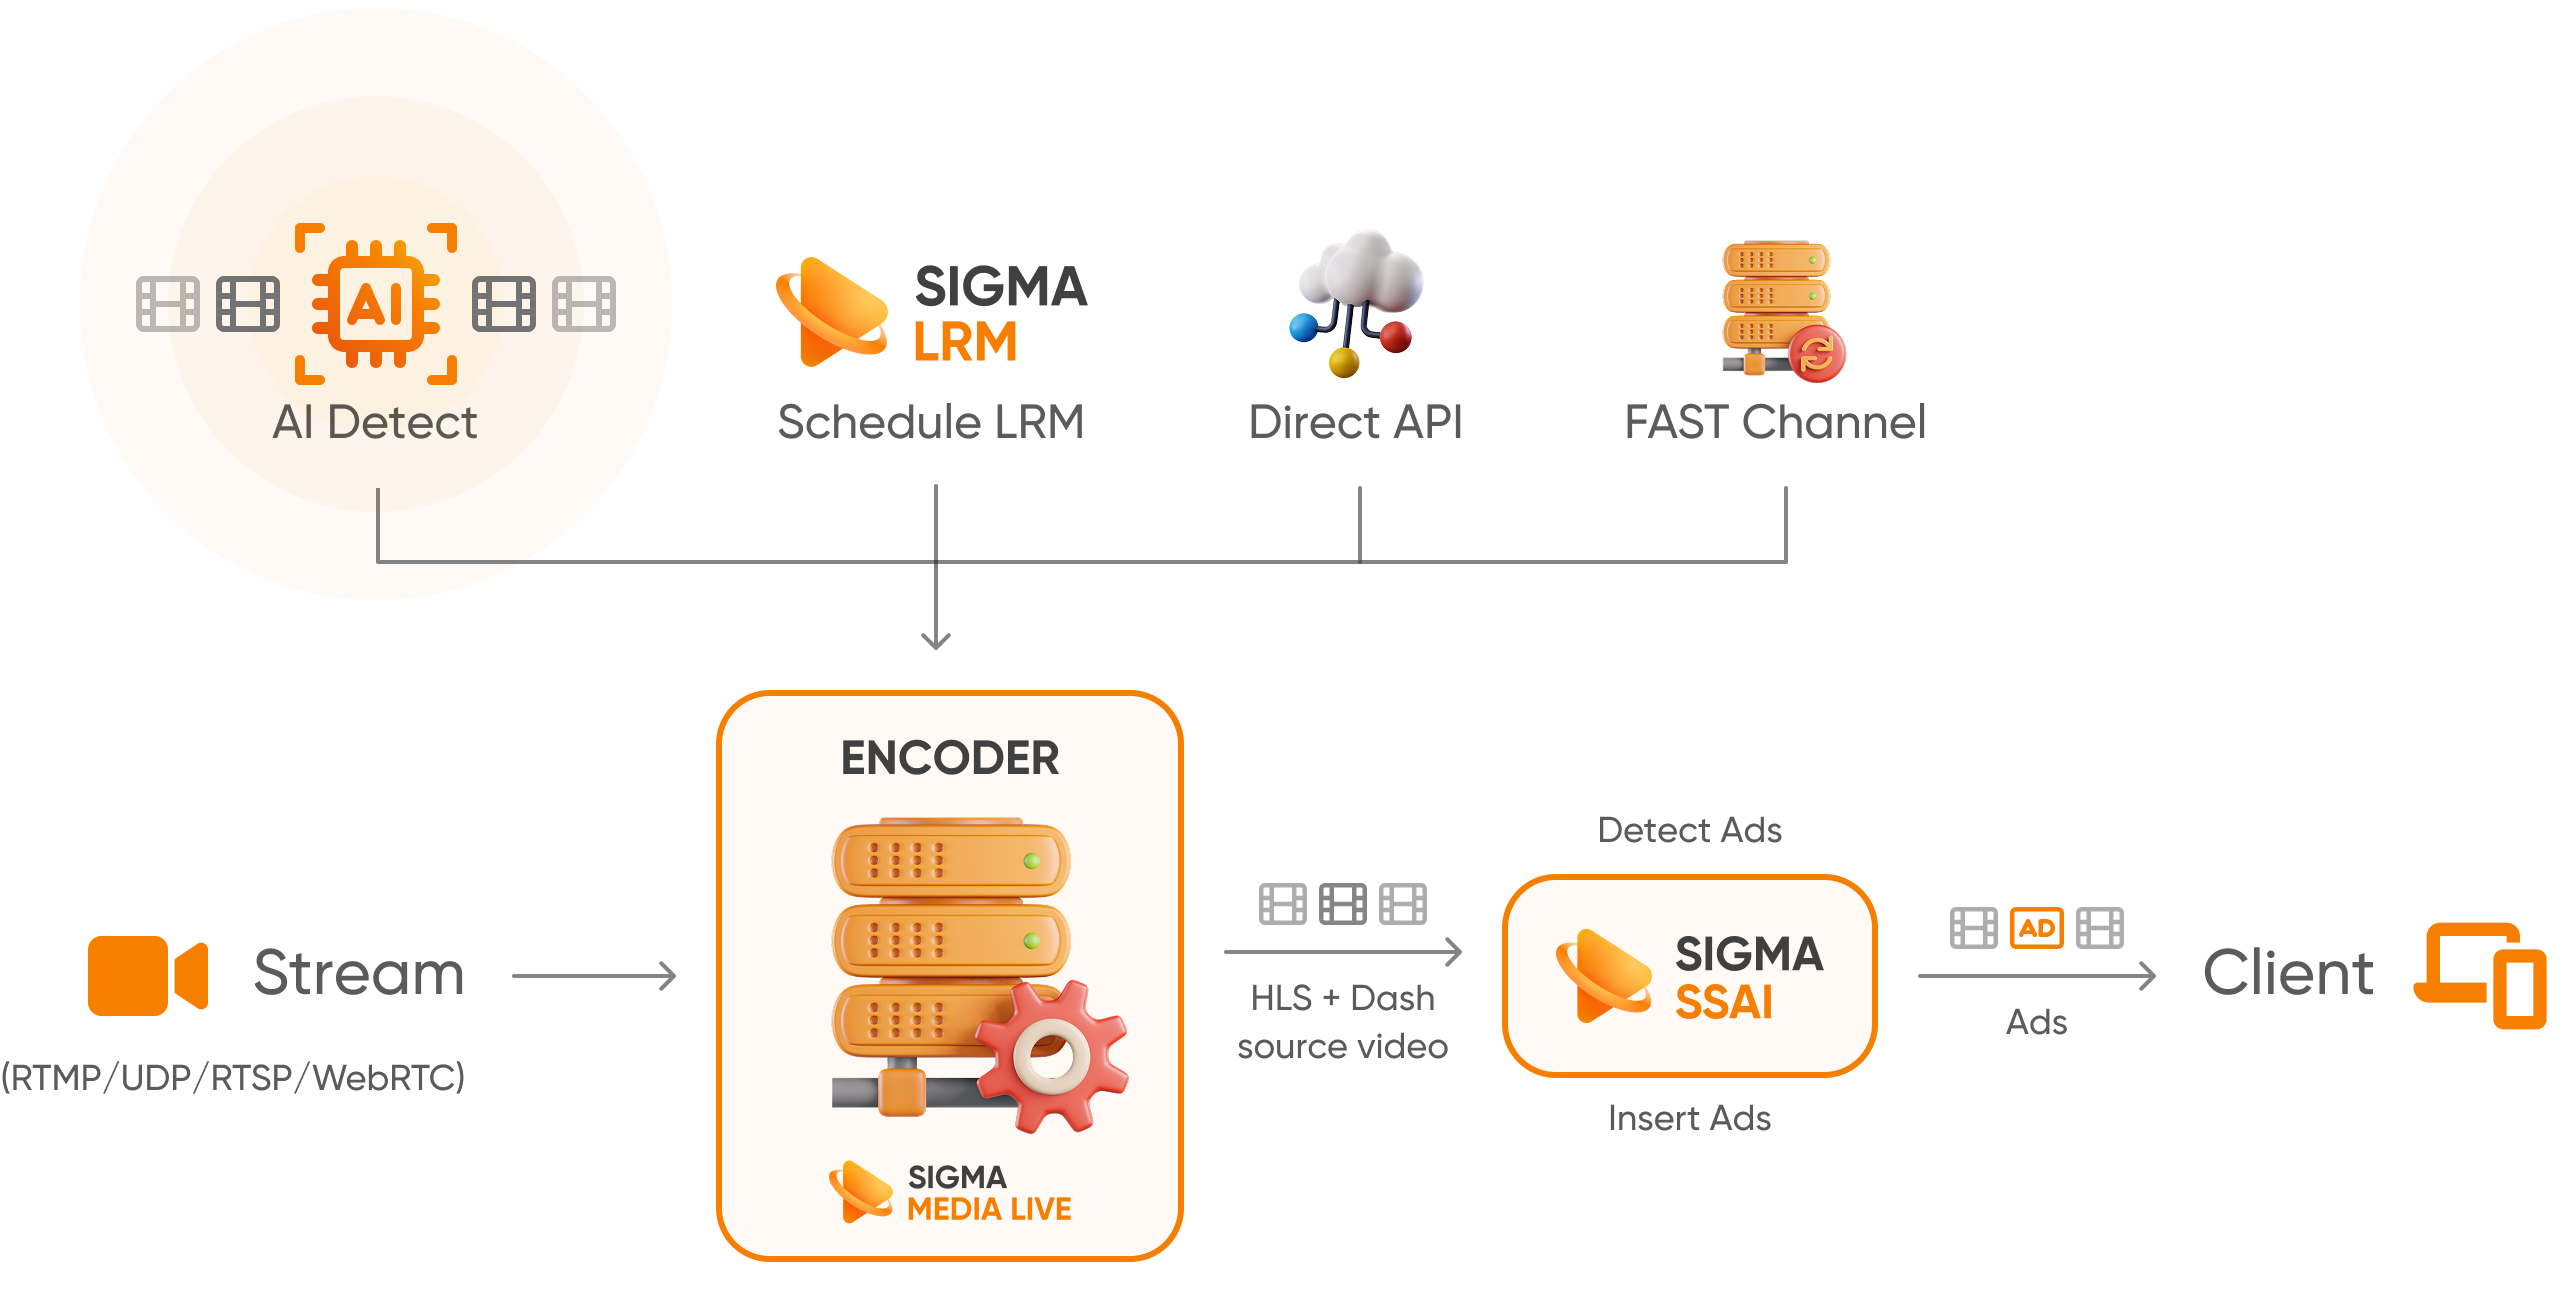 AI
SIGMA
LRM
AI Detect
Schedule LRM
Direct API
FAST Channel
ENCODER
SIGMA
MEDIA LIVE
Stream
(RTMP/UDP/RTSP/WebRTC)
HLS + Dash
source video
Detect Ads
SIGMA
SSAI
Insert Ads
AD
Ads
Client